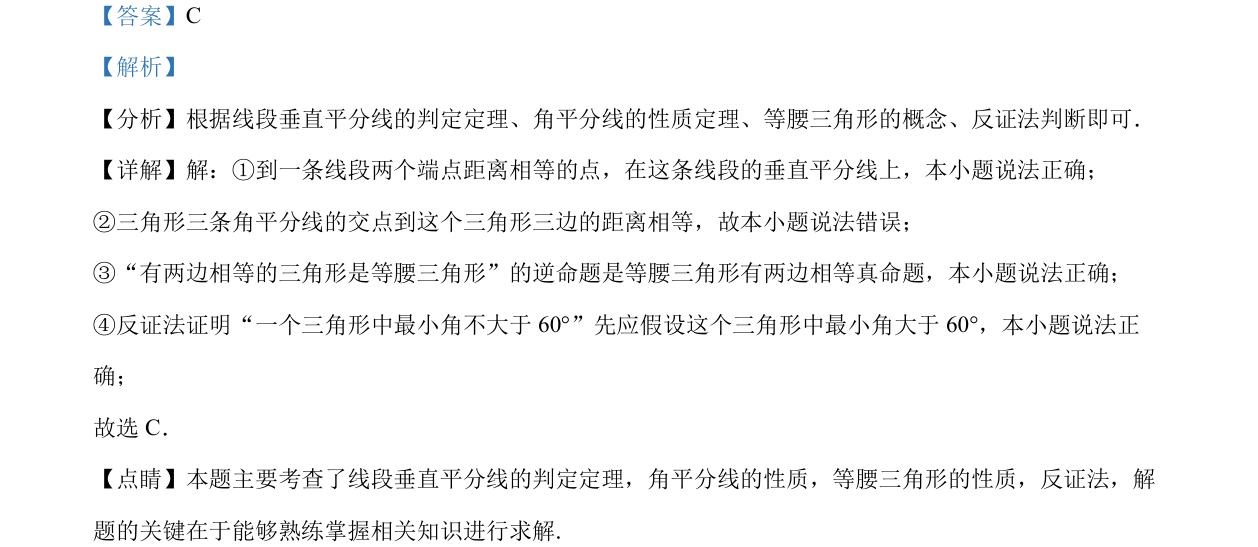 【答案】C
【解析】
【分析】根据线段垂直平分线的判定定理、角平分线的性质定理、等腰三角形的概念、反证法判断即可．
【详解】解：①到一条线段两个端点距离相等的点，在这条线段的垂直平分线上，本小题说法正确；
②三角形三条角平分线的交点到这个三角形三边的距离相等，故本小题说法错误；
③“有两边相等的三角形是等腰三角形”的逆命题是等腰三角形有两边相等真命题，本小题说法正确；
④反证法证明“一个三角形中最小角不大于 60°”先应假设这个三角形中最小角大于 60°，本小题说法正
确；
故选 C．
【点睛】本题主要考查了线段垂直平分线的判定定理，角平分线的性质，等腰三角形的性质，反证法，解
题的关键在于能够熟练掌握相关知识进行求解.